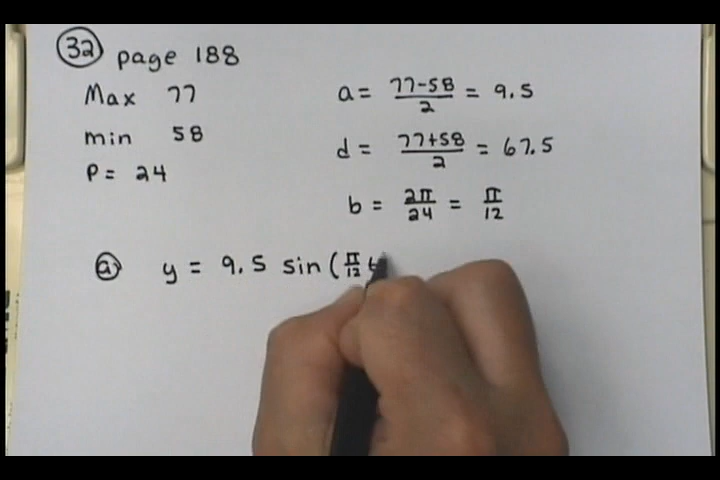 32 page 188
Max 77
min 58
P = 24
a = 77-58/2 = 9.5
d = 77+58/2 = 67.5
b = 2π/24 = π/12
a y = 9.5 sin (π/12 t